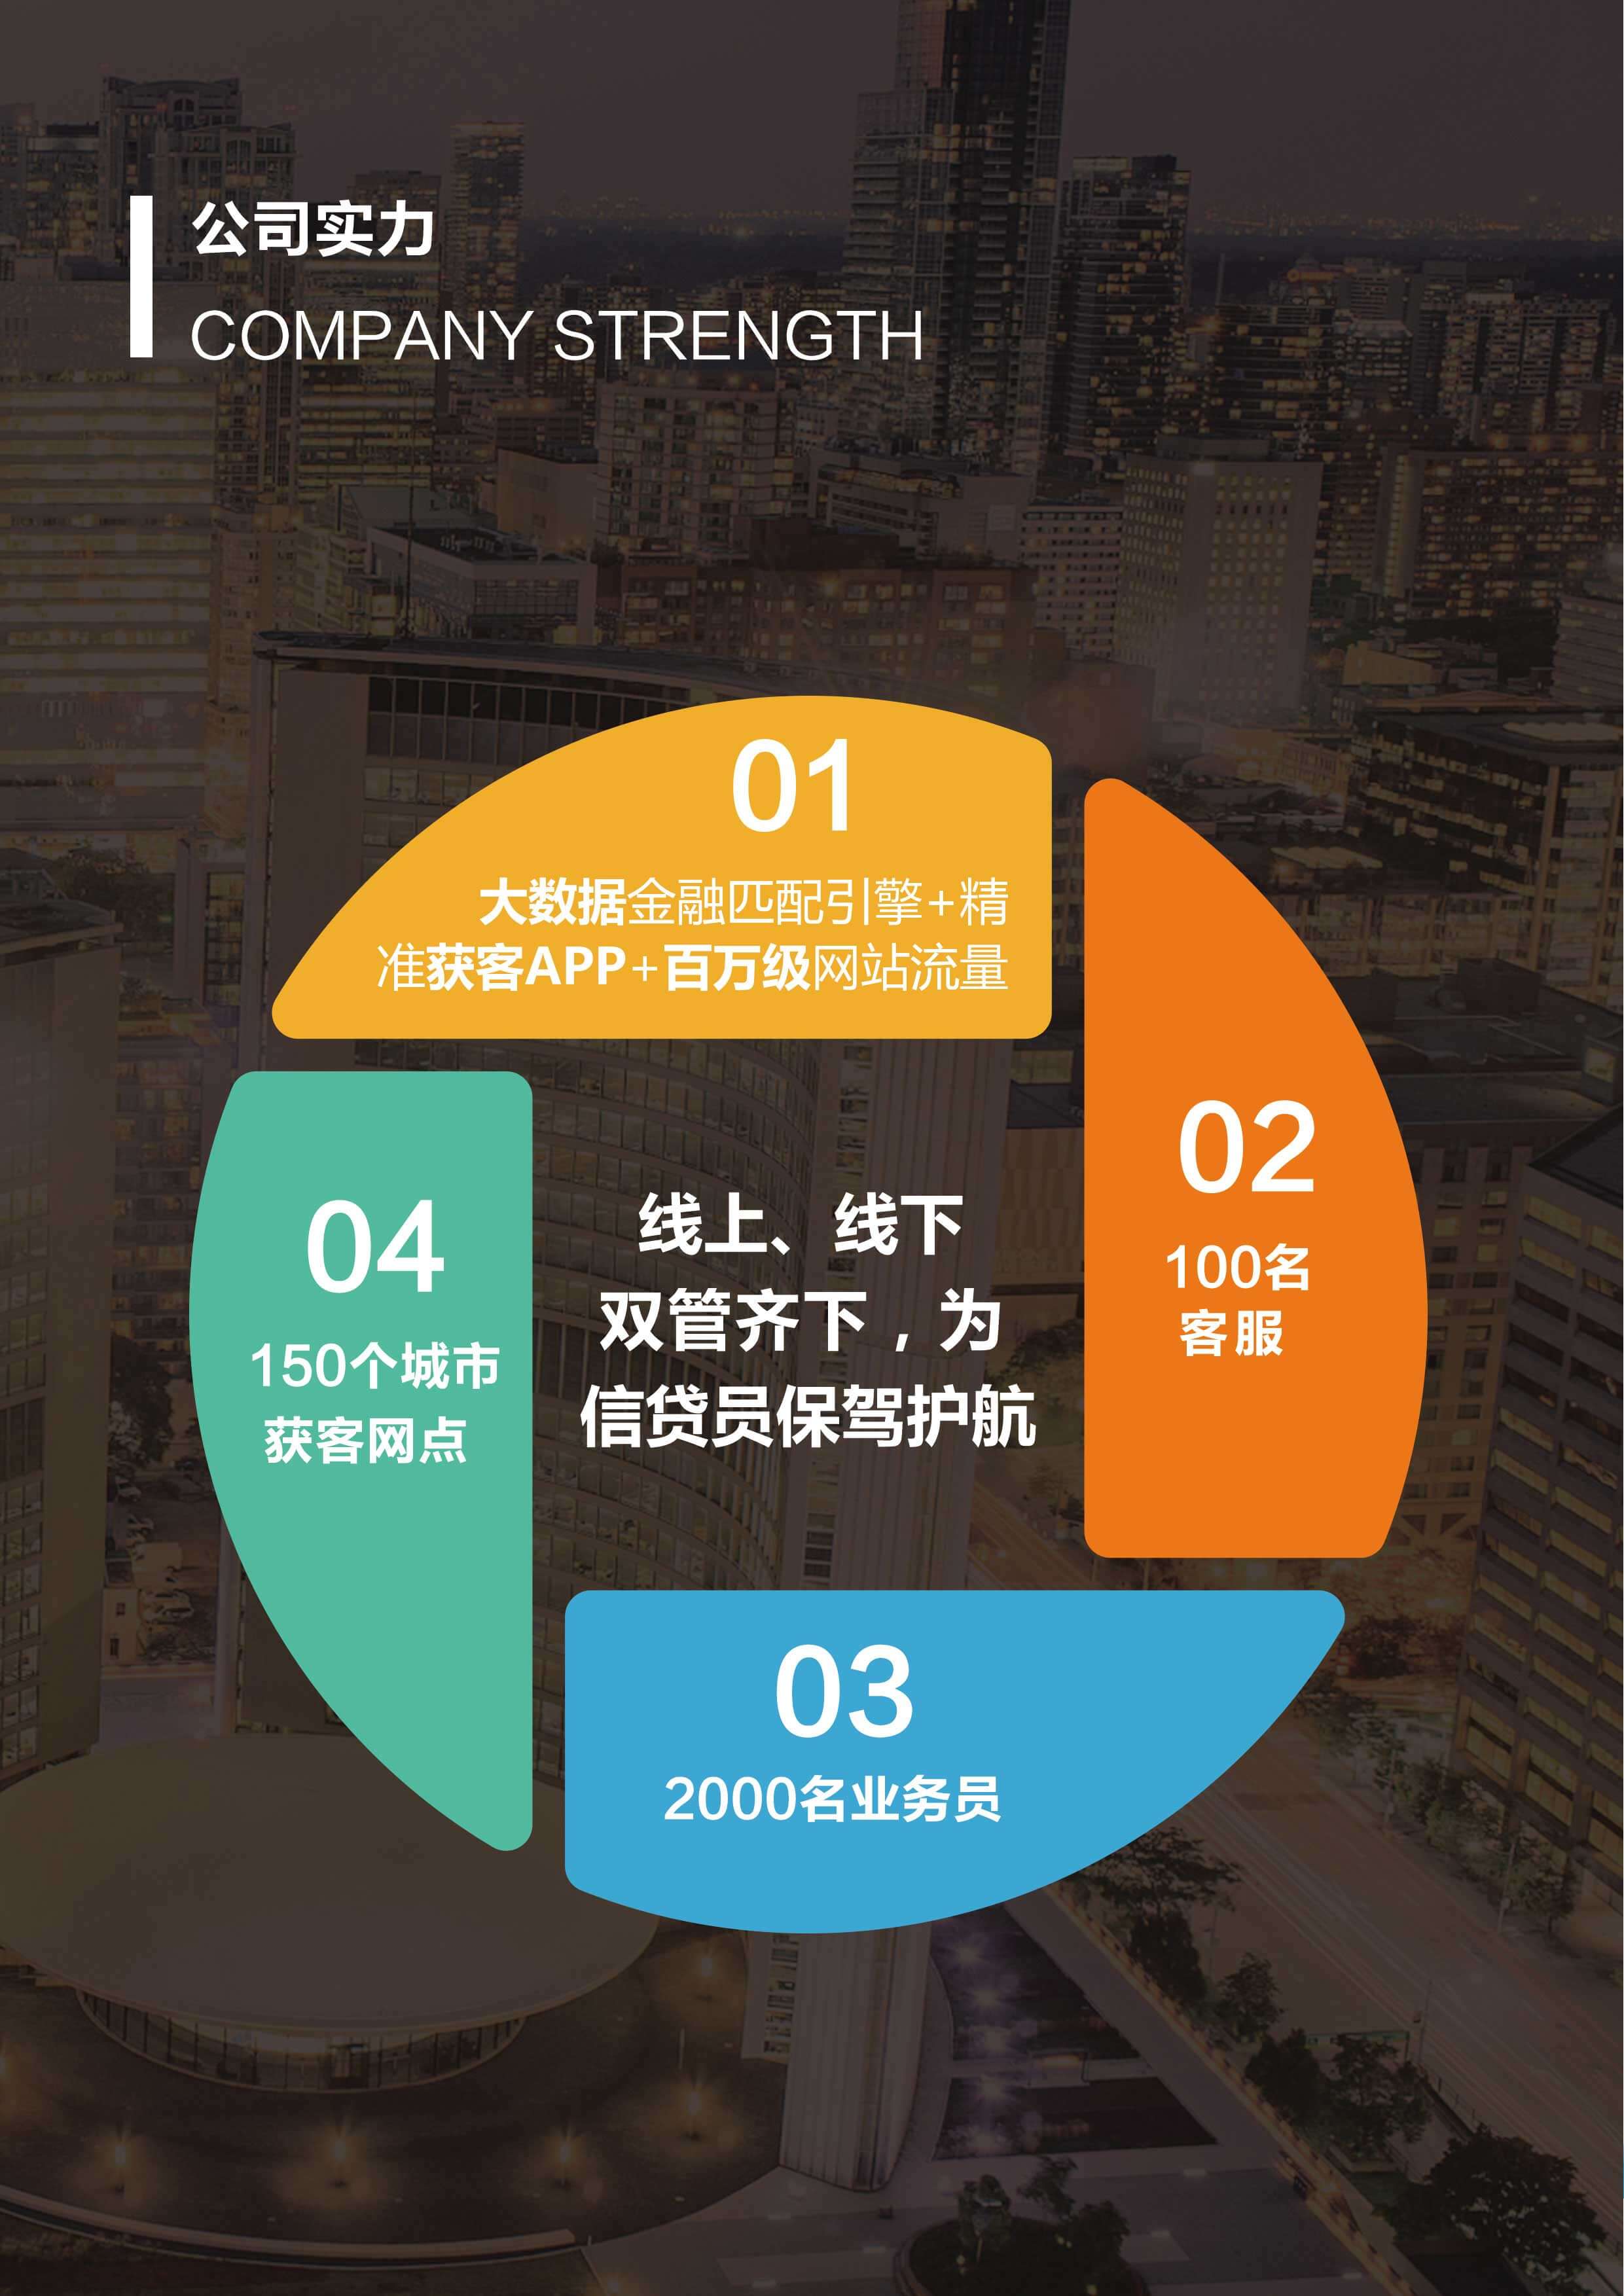 公司实力
COMPANY STRENGTH
01
大数据金融匹配引擎+精
准获客APP+百万级网站流量
02
100名
客服
线上、线下
双管齐下，为
信贷员保驾护航
04
150个城市
获客网点
03
2000名业务员